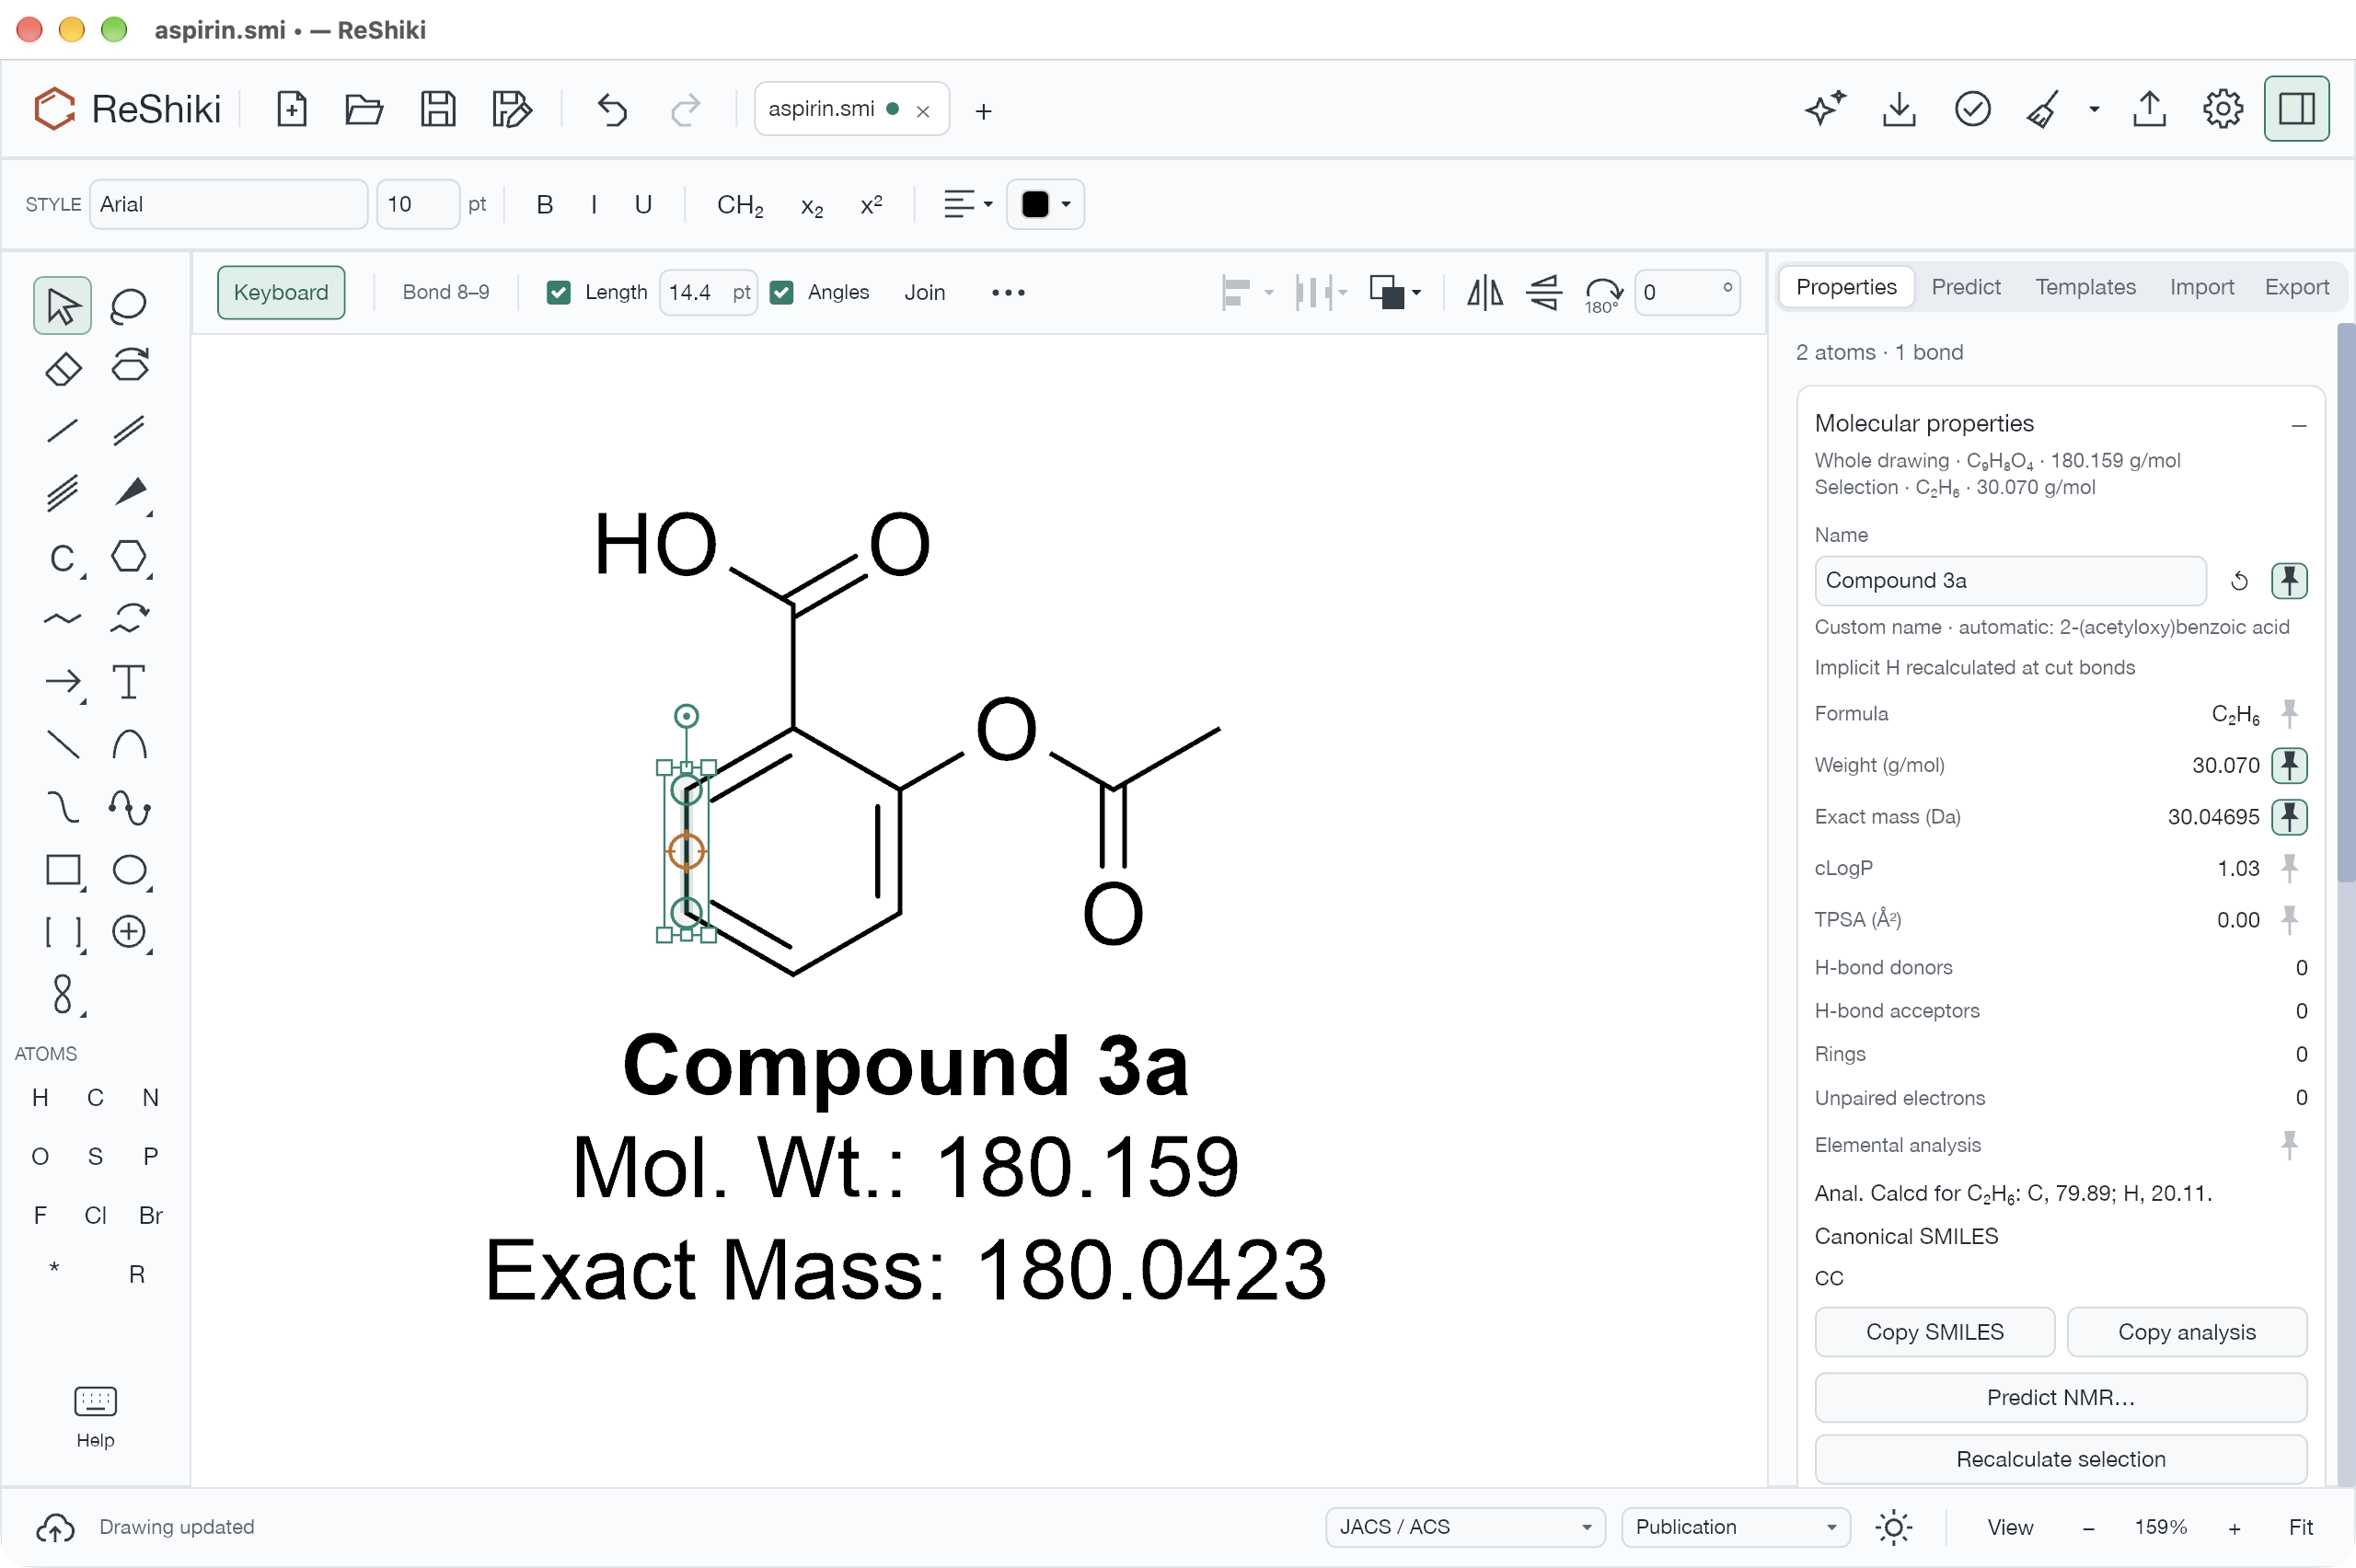 aspirin.smi • — ReShiki
ReShiki
aspirin.smi ● × +
STYLE Arial 10 pt B I U CH₂ x₂ x²
Keyboard Bond 8–9 Length 14.4 pt Angles Join ••• 180° 0 °
Properties Predict Templates Import Export
2 atoms · 1 bond
Molecular properties –
Whole drawing · C₉H₈O₄ · 180.159 g/mol
Selection · C₂H₆ · 30.070 g/mol
Name
Compound 3a
Custom name · automatic: 2-(acetyloxy)benzoic acid
Implicit H recalculated at cut bonds
Formula C₂H₆
Weight (g/mol) 30.070
Exact mass (Da) 30.04695
cLogP 1.03
TPSA (Å²) 0.00
H-bond donors 0
H-bond acceptors 0
Rings 0
Unpaired electrons 0
Elemental analysis
Anal. Calcd for C₂H₆: C, 79.89; H, 20.11.
Canonical SMILES
CC
Copy SMILES Copy analysis
Predict NMR...
Recalculate selection
C
T
[ ]
ATOMS
H C N
O S P
F Cl Br
* R
Help
HO O
O
O
Compound 3a
Mol. Wt.: 180.159
Exact Mass: 180.0423
Drawing updated
JACS / ACS Publication View – 159% + Fit